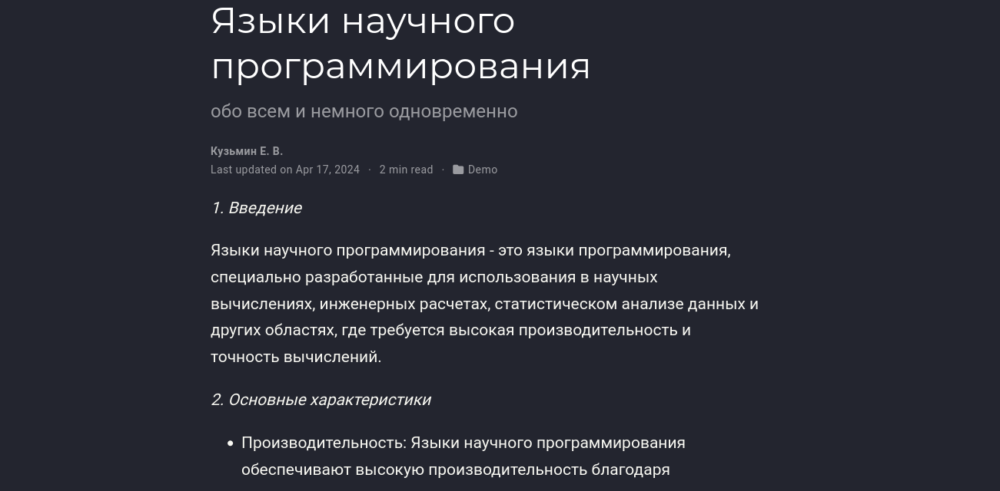 Языки научного
программирования
обо всем и немного одновременно
Кузьмин Е. В.
Last updated on Apr 17, 2024 · 2 min read · Demo
1. Введение
Языки научного программирования - это языки программирования,
специально разработанные для использования в научных
вычислениях, инженерных расчетах, статистическом анализе данных и
других областях, где требуется высокая производительность и
точность вычислений.
2. Основные характеристики
• Производительность: Языки научного программирования
обеспечивают высокую производительность благодаря